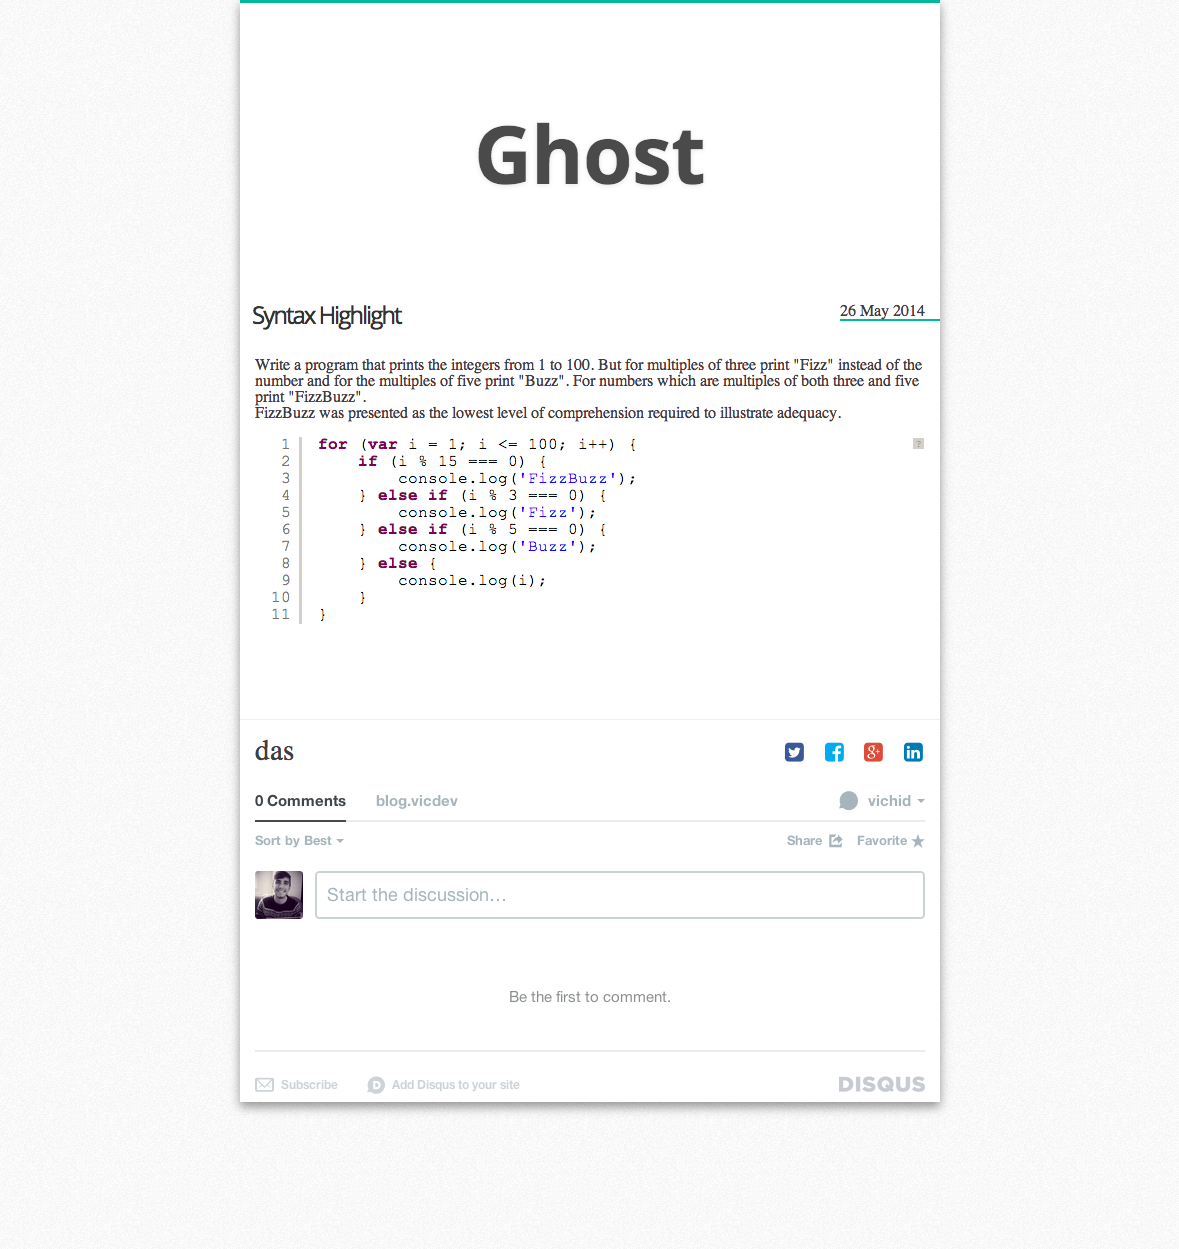 Ghost
Syntax Highlight
26 May 2014
Write a program that prints the integers from 1 to 100. But for multiples of three print "Fizz" instead of the
number and for the multiples of five print "Buzz". For numbers which are multiples of both three and five
print "FizzBuzz".
FizzBuzz was presented as the lowest level of comprehension required to illustrate adequacy.
1 for (var i = 1; i <= 100; i++) {
?
2     if (i % 15 === 0) {
3         console.log('FizzBuzz');
4     } else if (i % 3 === 0) {
5         console.log('Fizz');
6     } else if (i % 5 === 0) {
7         console.log('Buzz');
8     } else {
9         console.log(i);
10     }
11 }
das
0 Comments blog.vicdev vichid
Sort by Best Share Favorite
Start the discussion…
Be the first to comment.
Subscribe Add Disqus to your site DISQUS